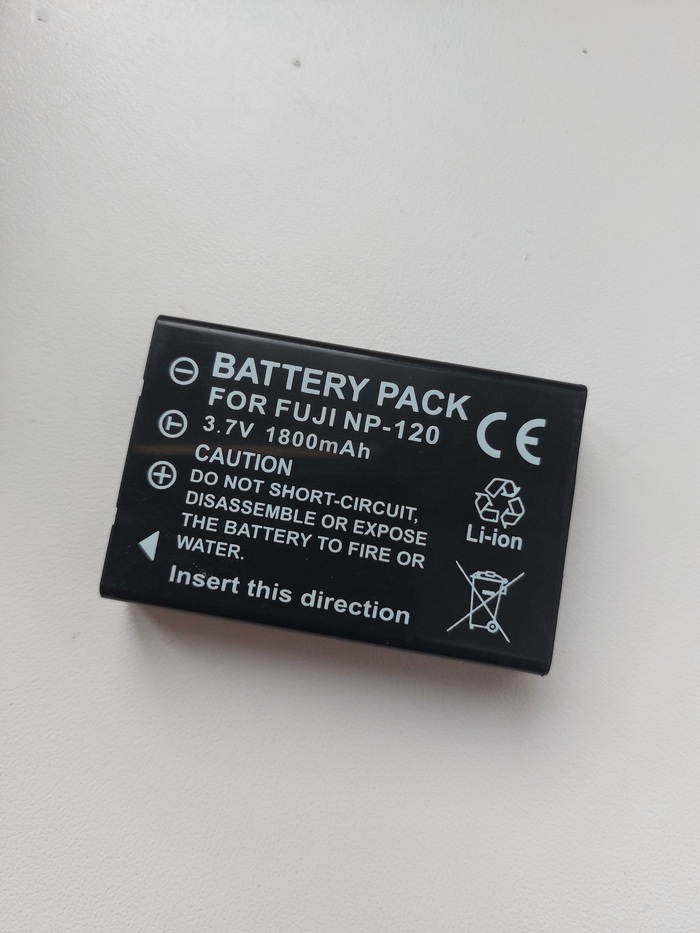 BATTERY PACK
FOR FUJI NP-120
3.7V 1800mAh
CE
CAUTION
DO NOT SHORT-CIRCUIT,
DISASSEMBLE OR EXPOSE
THE BATTERY TO FIRE OR
WATER.
Insert this direction
Li-ion